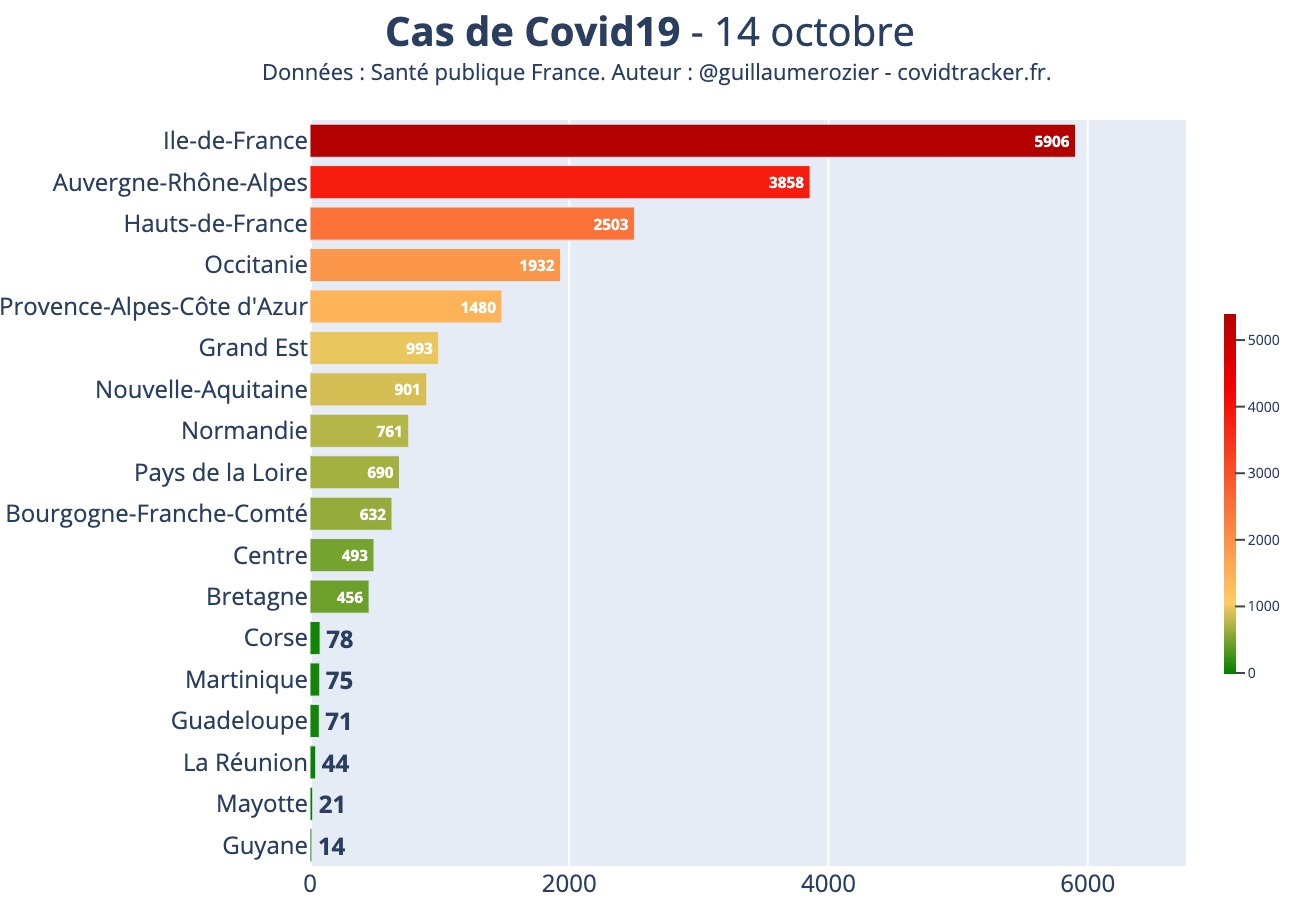 Cas de Covid19 - 14 octobre
Données : Santé publique France. Auteur : @guillaumerozier - covidtracker.fr.
Ile-de-France 5906
Auvergne-Rhône-Alpes 3858
Hauts-de-France 2503
Occitanie 1932
Provence-Alpes-Côte d'Azur 1480
Grand Est 993
Nouvelle-Aquitaine 901
Normandie 761
Pays de la Loire 690
Bourgogne-Franche-Comté 632
Centre 493
Bretagne 456
Corse 78
Martinique 75
Guadeloupe 71
La Réunion 44
Mayotte 21
Guyane 14
0 2000 4000 6000
5000
4000
3000
2000
1000
0